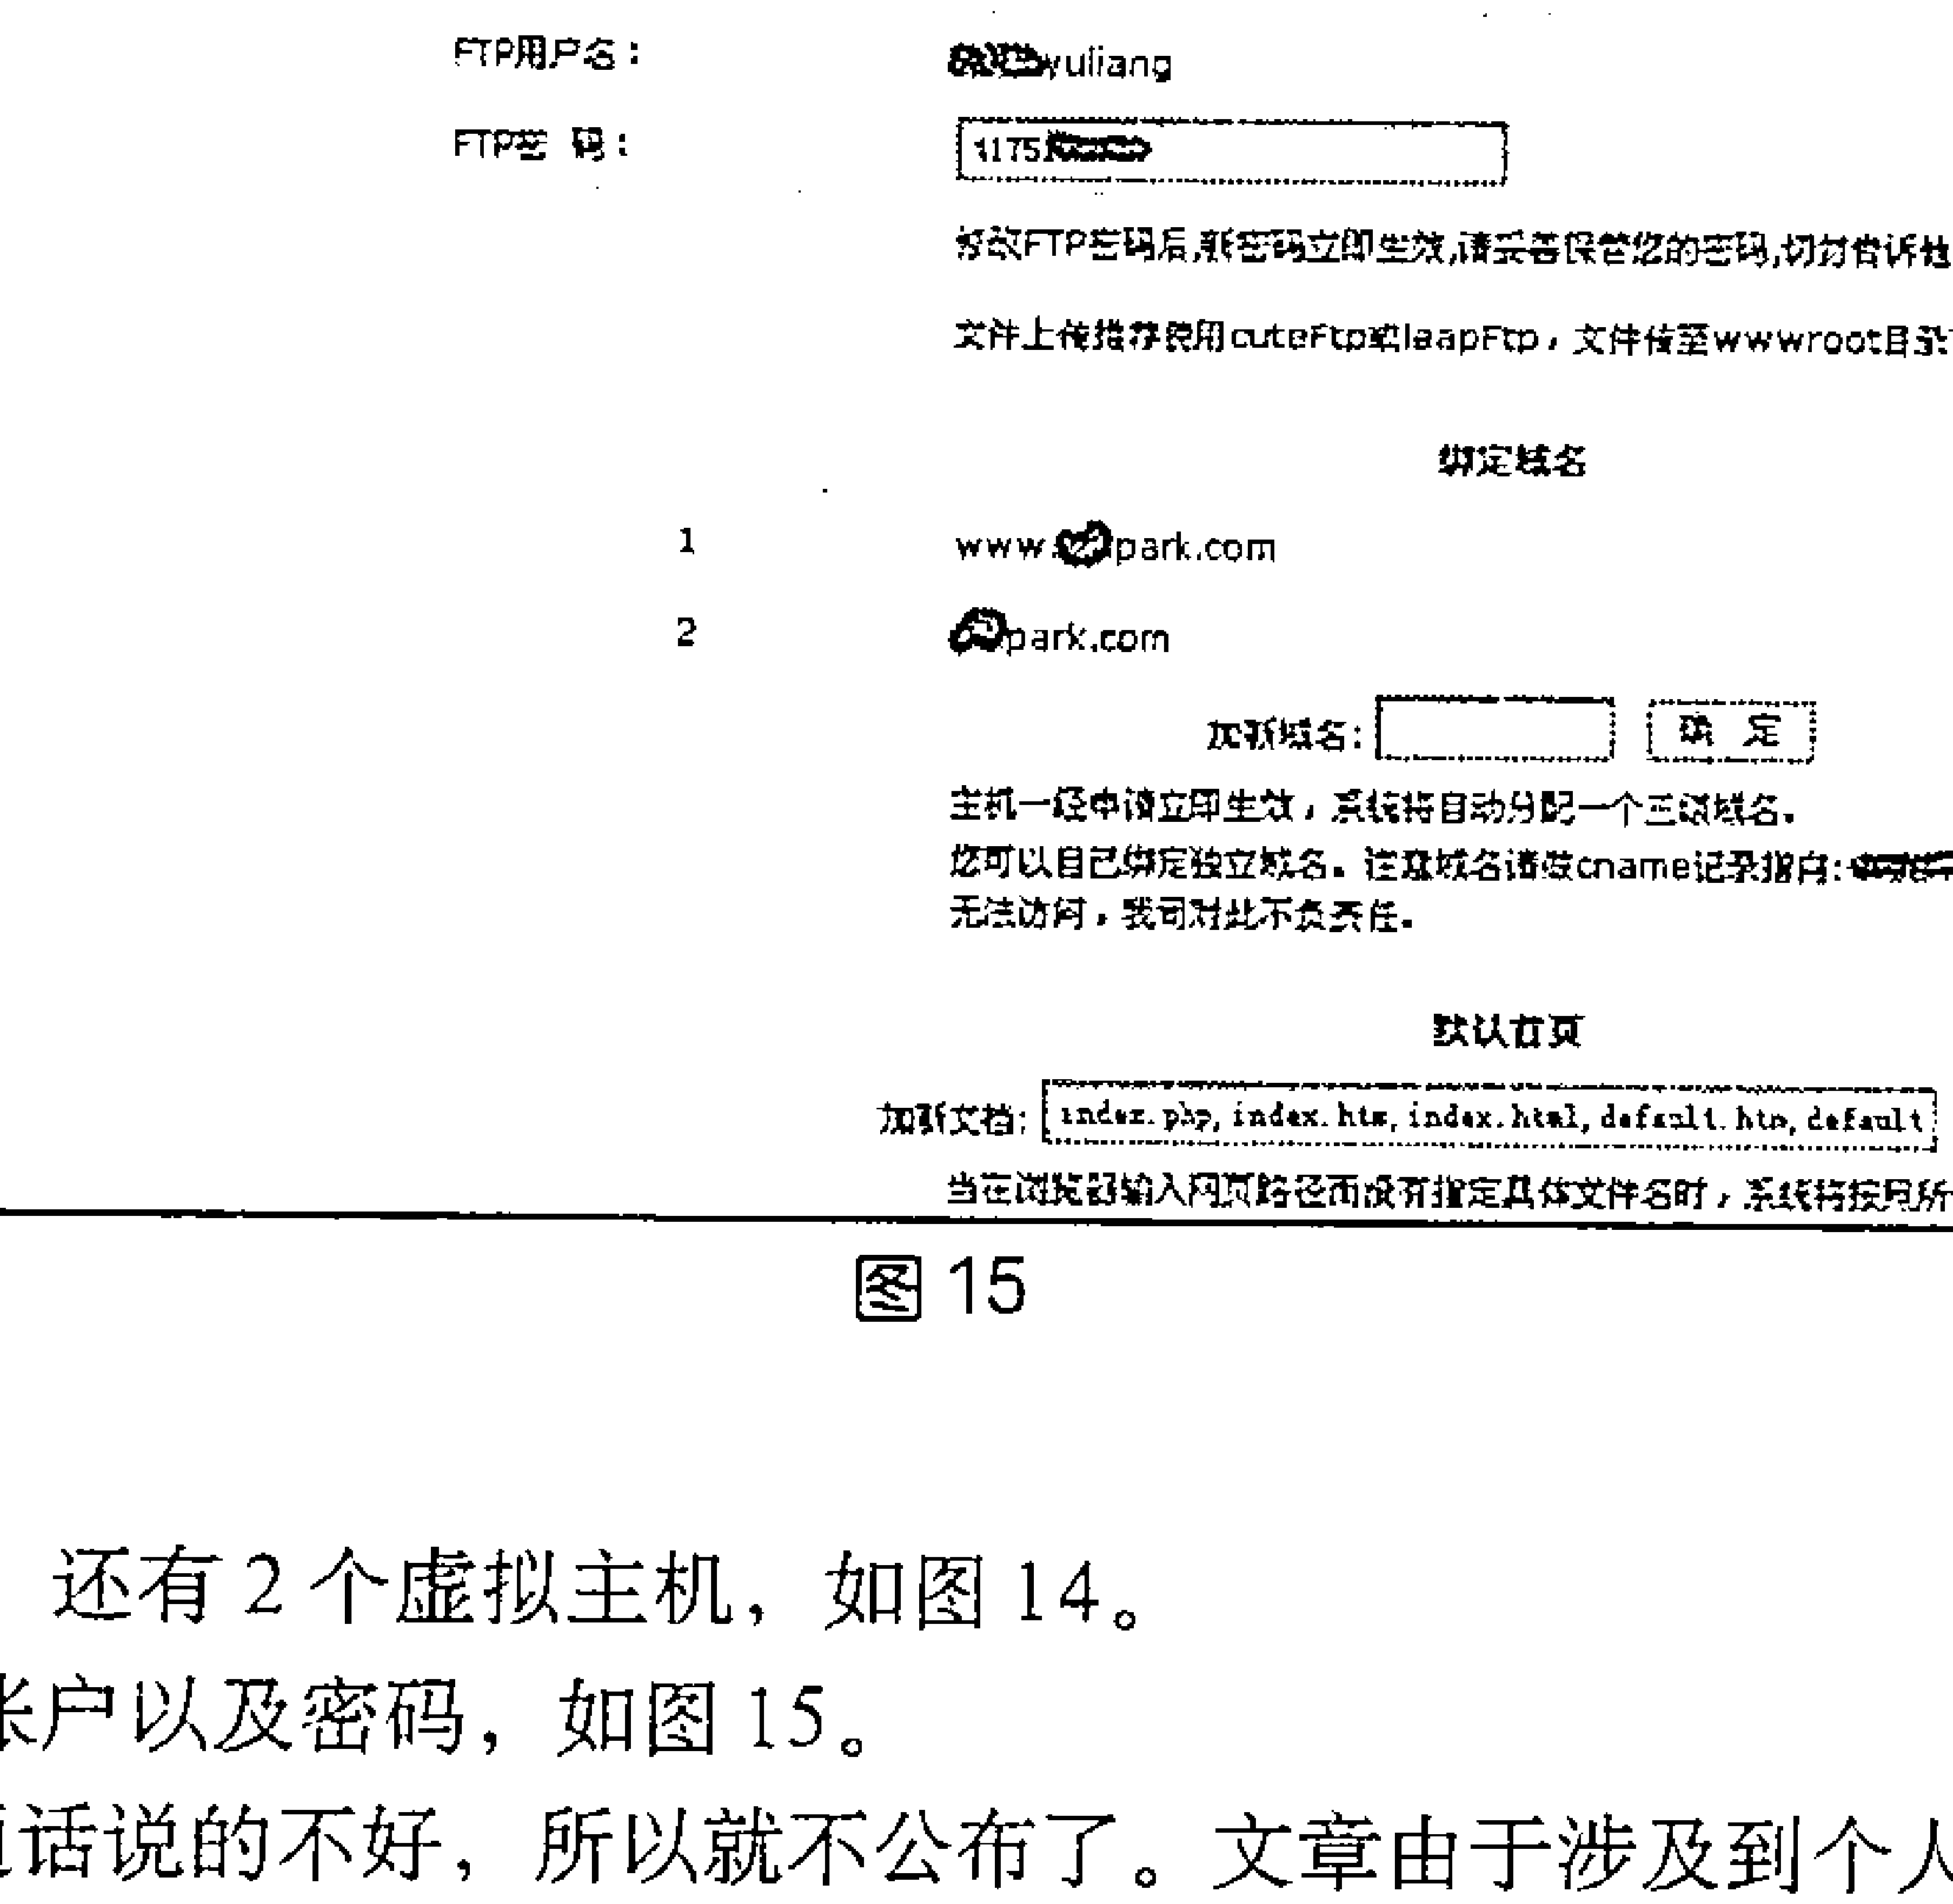 FTP用户名：
yuliang
FTP密 码：
1175
修改FTP密码后,新密码立即生效,请妥善保管您的密码,切勿告诉他
文件上传推荐使用cuteFtp或leapFtp，文件传至wwwroot目录
绑定域名
1
www. park.com
2
park.com
加新域名:
确 定
主机一经申请立即生效，系统将自动分配一个三级域名。
您可以自己绑定独立域名。注意域名请做cname记录指向:
无法访问，我司对此不负责任。
默认首页
加新文档: index.php, index.htm, index.html, default.htm, default
当在浏览器输入网页路径而没有指定具体文件名时，系统将按照所
图 15
还有 2 个虚拟主机，如图 14。
帐户以及密码，如图 15。
话说的不好，所以就不公布了。文章由于涉及到个人